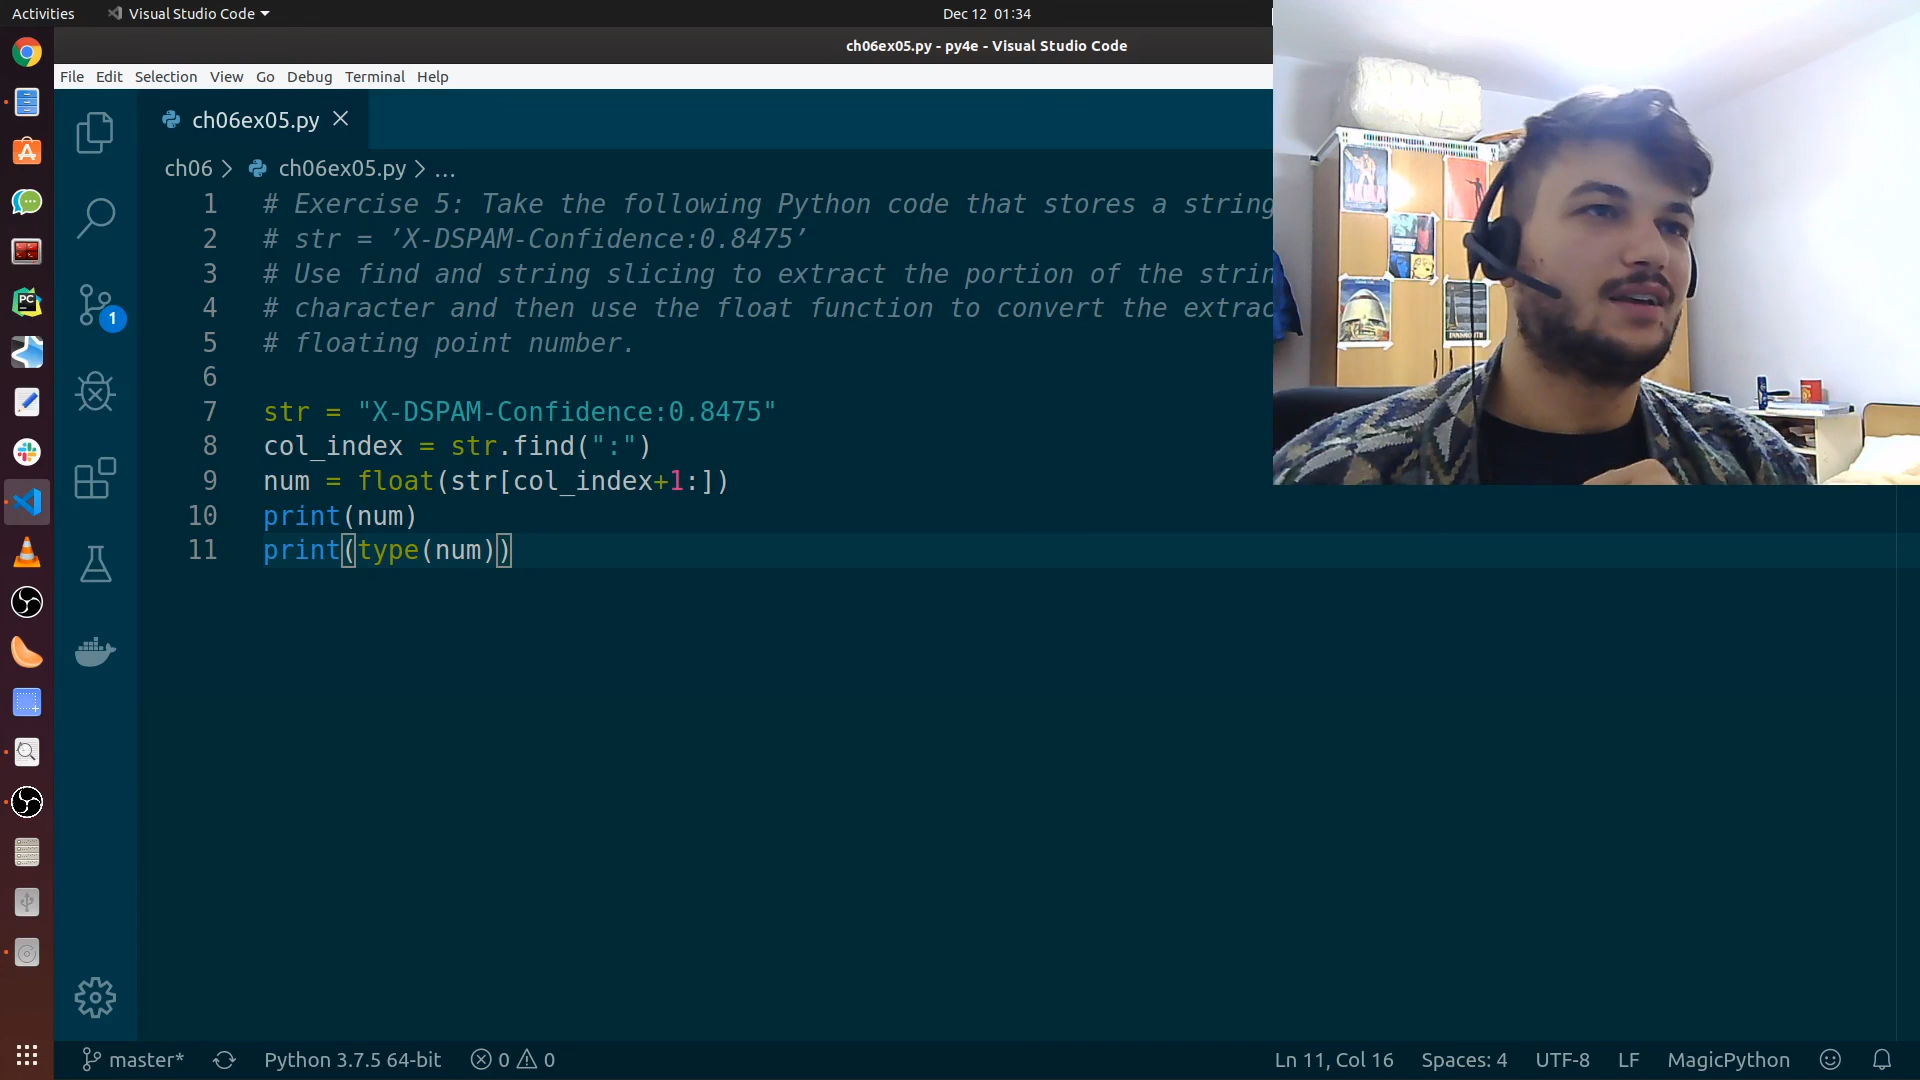 Activities
Visual Studio Code
Dec 12 01:34
ch06ex05.py - py4e - Visual Studio Code
File Edit Selection View Go Debug Terminal Help
ch06ex05.py
ch06 > ch06ex05.py > ...
1 # Exercise 5: Take the following Python code that stores a string
2 # str = ’X-DSPAM-Confidence:0.8475’
3 # Use find and string slicing to extract the portion of the strin
4 # character and then use the float function to convert the extrac
5 # floating point number.
6
7 str = "X-DSPAM-Confidence:0.8475"
8 col_index = str.find(":")
9 num = float(str[col_index+1:])
10 print(num)
11 print(type(num))
1
PC
master* Python 3.7.5 64-bit 0 0 Ln 11, Col 16 Spaces: 4 UTF-8 LF MagicPython